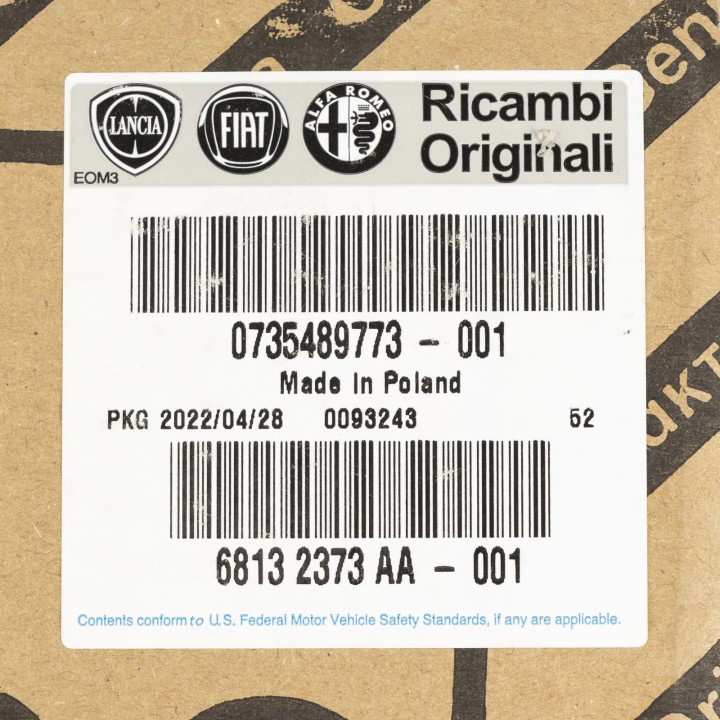 LANCIA
FIAT
ALFA ROMEO
Ricambi
Originali
EOM3
0735489773 - 001
Made In Poland
PKG 2022/04/28 0093243 52
6813 2373 AA - 001
Contents conform to U.S. Federal Motor Vehicle Safety Standards, if any are applicable.